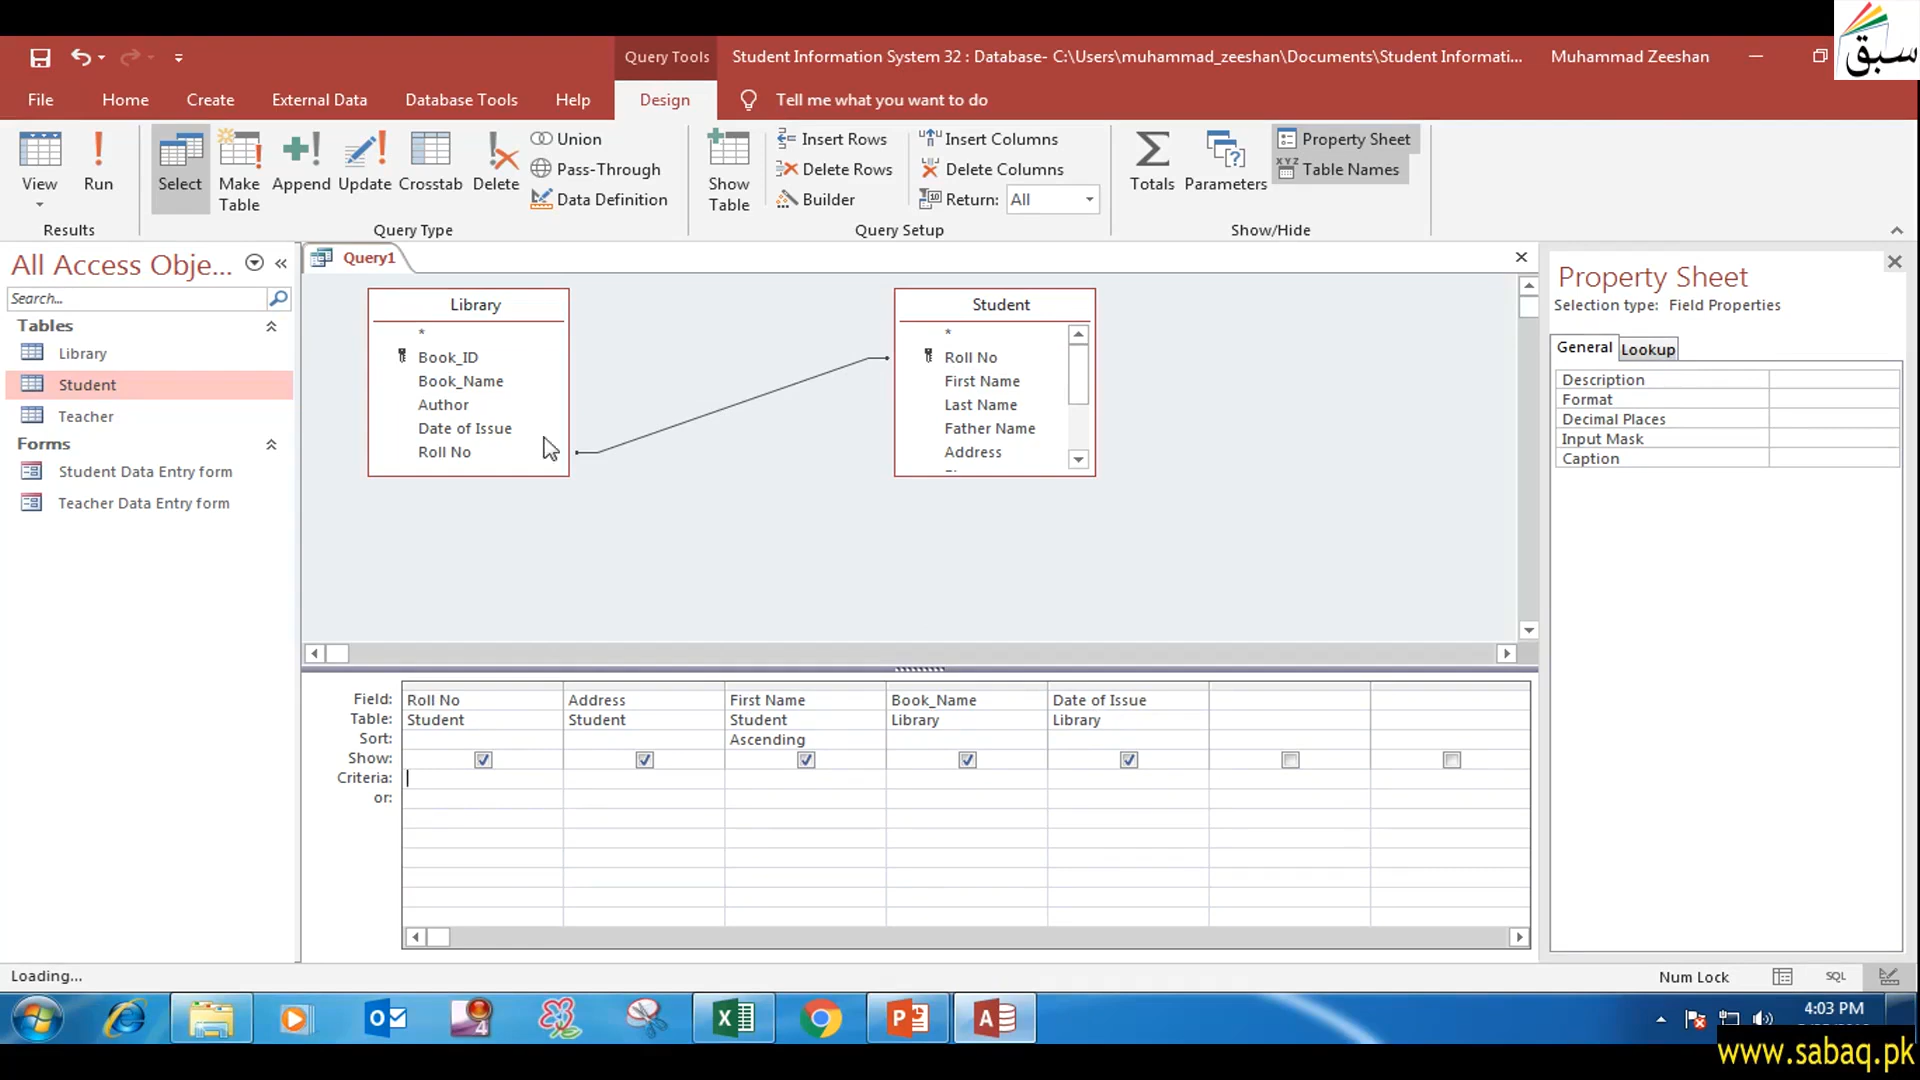 سبق
Query Tools
Student Information System 32 : Database- C:\Users\muhammad_zeeshan\Documents\Student Informati...
Muhammad Zeeshan
File Home Create External Data Database Tools Help Design Tell me what you want to do
View
Run
Select
Make Table
Append
Update
Crosstab
Delete
Union
Pass-Through
Data Definition
Show Table
Insert Rows
Delete Rows
Builder
Insert Columns
Delete Columns
Return: All
Totals
Parameters
Property Sheet
Table Names
Results
Query Type
Query Setup
Show/Hide
All Access Obje...
Search...
Tables
Library
Student
Teacher
Forms
Student Data Entry form
Teacher Data Entry form
Query1
Library
*
Book_ID
Book_Name
Author
Date of Issue
Roll No
Student
*
Roll No
First Name
Last Name
Father Name
Address
Field: Roll No Address First Name Book_Name Date of Issue
Table: Student Student Student Library Library
Sort: Ascending
Show:
Criteria:
or:
Property Sheet
Selection type: Field Properties
General Lookup
Description
Format
Decimal Places
Input Mask
Caption
Loading...
Num Lock
SQL
4:03 PM
www.sabaq.pk